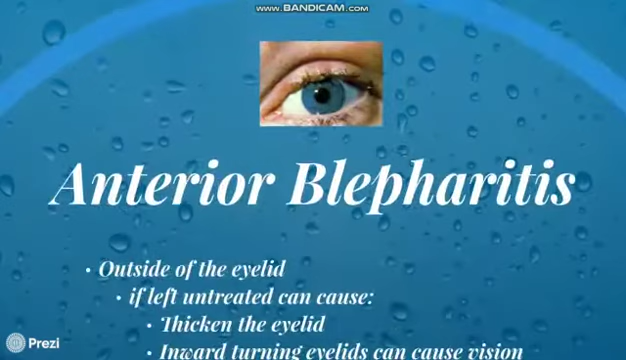 www.BANDICAM.COM
Anterior Blepharitis
• Outside of the eyelid
• if left untreated can cause:
• Thicken the eyelid
• Inward turning eyelids can cause vision
Prezi